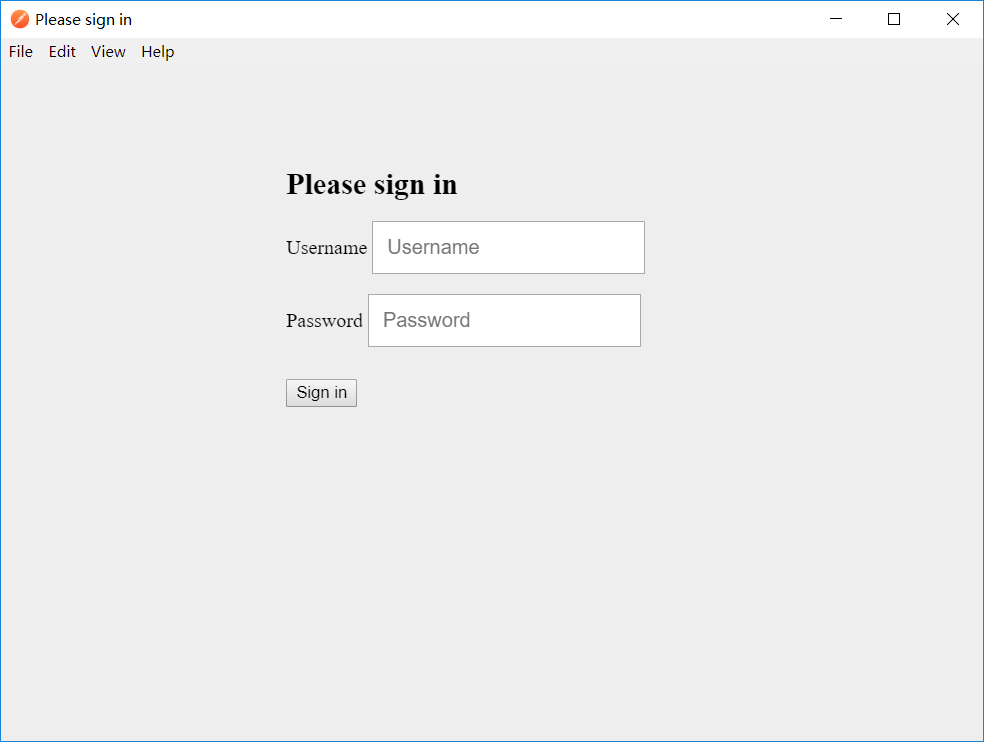 Please sign in
File Edit View Help
Please sign in
Username Username
Password Password
Sign in